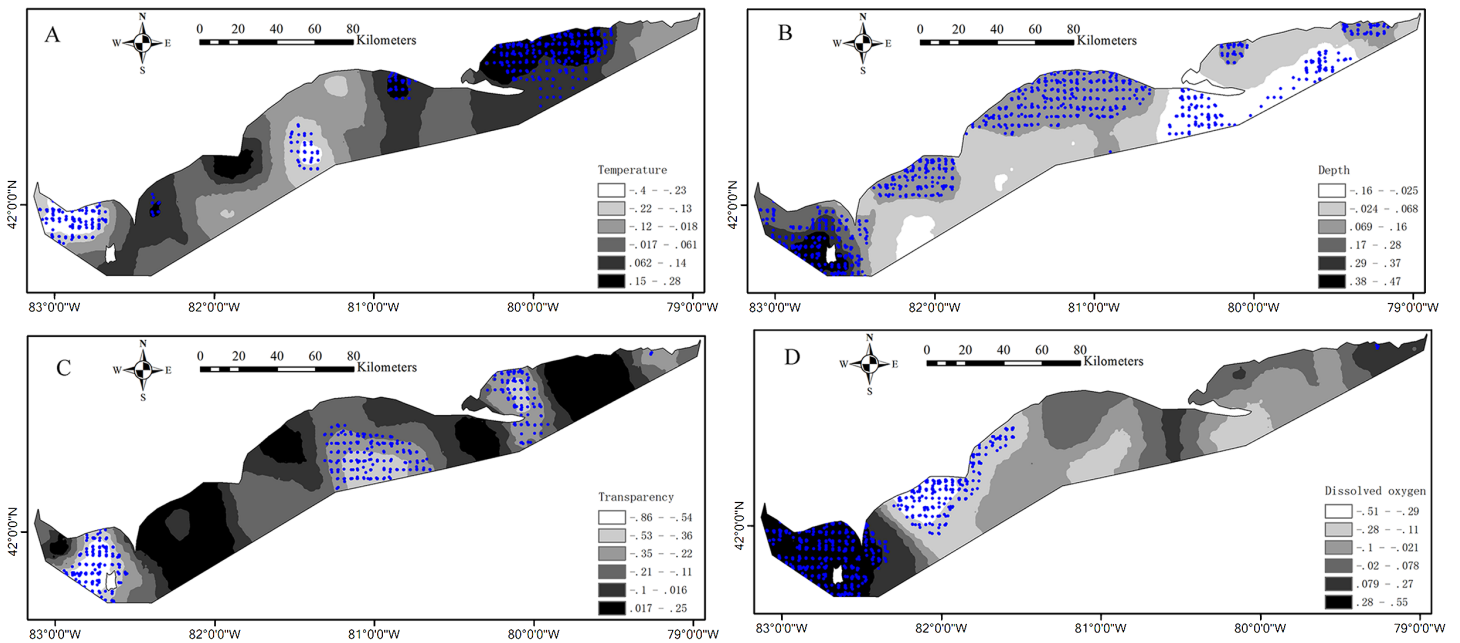 A
N
W E
S
0 20 40 60 80
Kilometers
Temperature
-.4 - -.23
-.22 - -.13
-.12 - -.018
-.017 - .061
.062 - .14
.15 - .28
42°0'0"N
83°0'0"W 82°0'0"W 81°0'0"W 80°0'0"W 79°0'0"W
B
N
W E
S
0 20 40 60 80
Kilometers
Depth
-.16 - -.025
-.024 - .068
.069 - .16
.17 - .28
.29 - .37
.38 - .47
42°0'0"N
83°0'0"W 82°0'0"W 81°0'0"W 80°0'0"W 79°0'0"W
C
N
W E
S
0 20 40 60 80
Kilometers
Transparency
-.86 - -.54
-.53 - -.36
-.35 - -.22
-.21 - -.11
-.1 - .016
.017 - .25
42°0'0"N
83°0'0"W 82°0'0"W 81°0'0"W 80°0'0"W 79°0'0"W
D
N
W E
S
0 20 40 60 80
Kilometers
Dissolved oxygen
-.51 - -.29
-.28 - -.11
-.1 - -.021
-.02 - .078
.079 - .27
.28 - .55
42°0'0"N
83°0'0"W 82°0'0"W 81°0'0"W 80°0'0"W 79°0'0"W